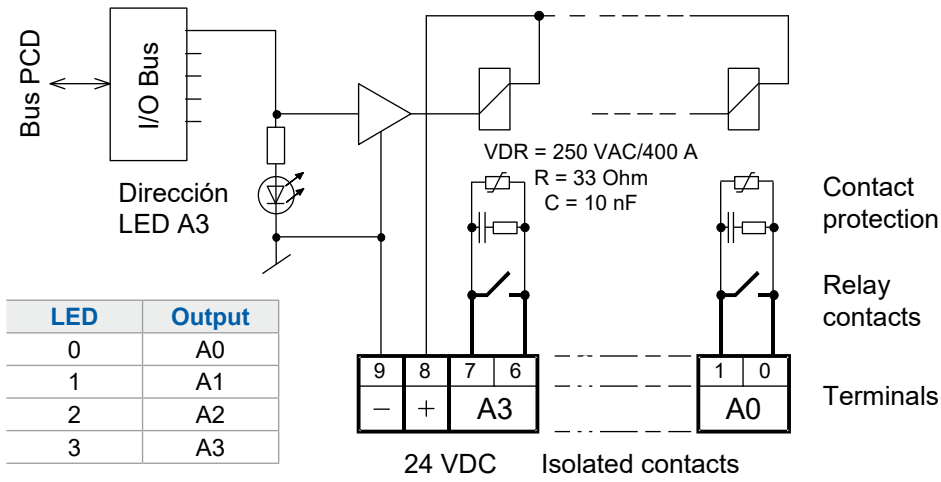 Bus PCD
I/O Bus
VDR = 250 VAC/400 A
R = 33 Ohm
C = 10 nF
Dirección
LED A3
Contact
protection
Relay
contacts
LED Output
0 A0
1 A1
2 A2
3 A3
9 8 7 6 1 0
– + A3 A0
Terminals
24 VDC Isolated contacts